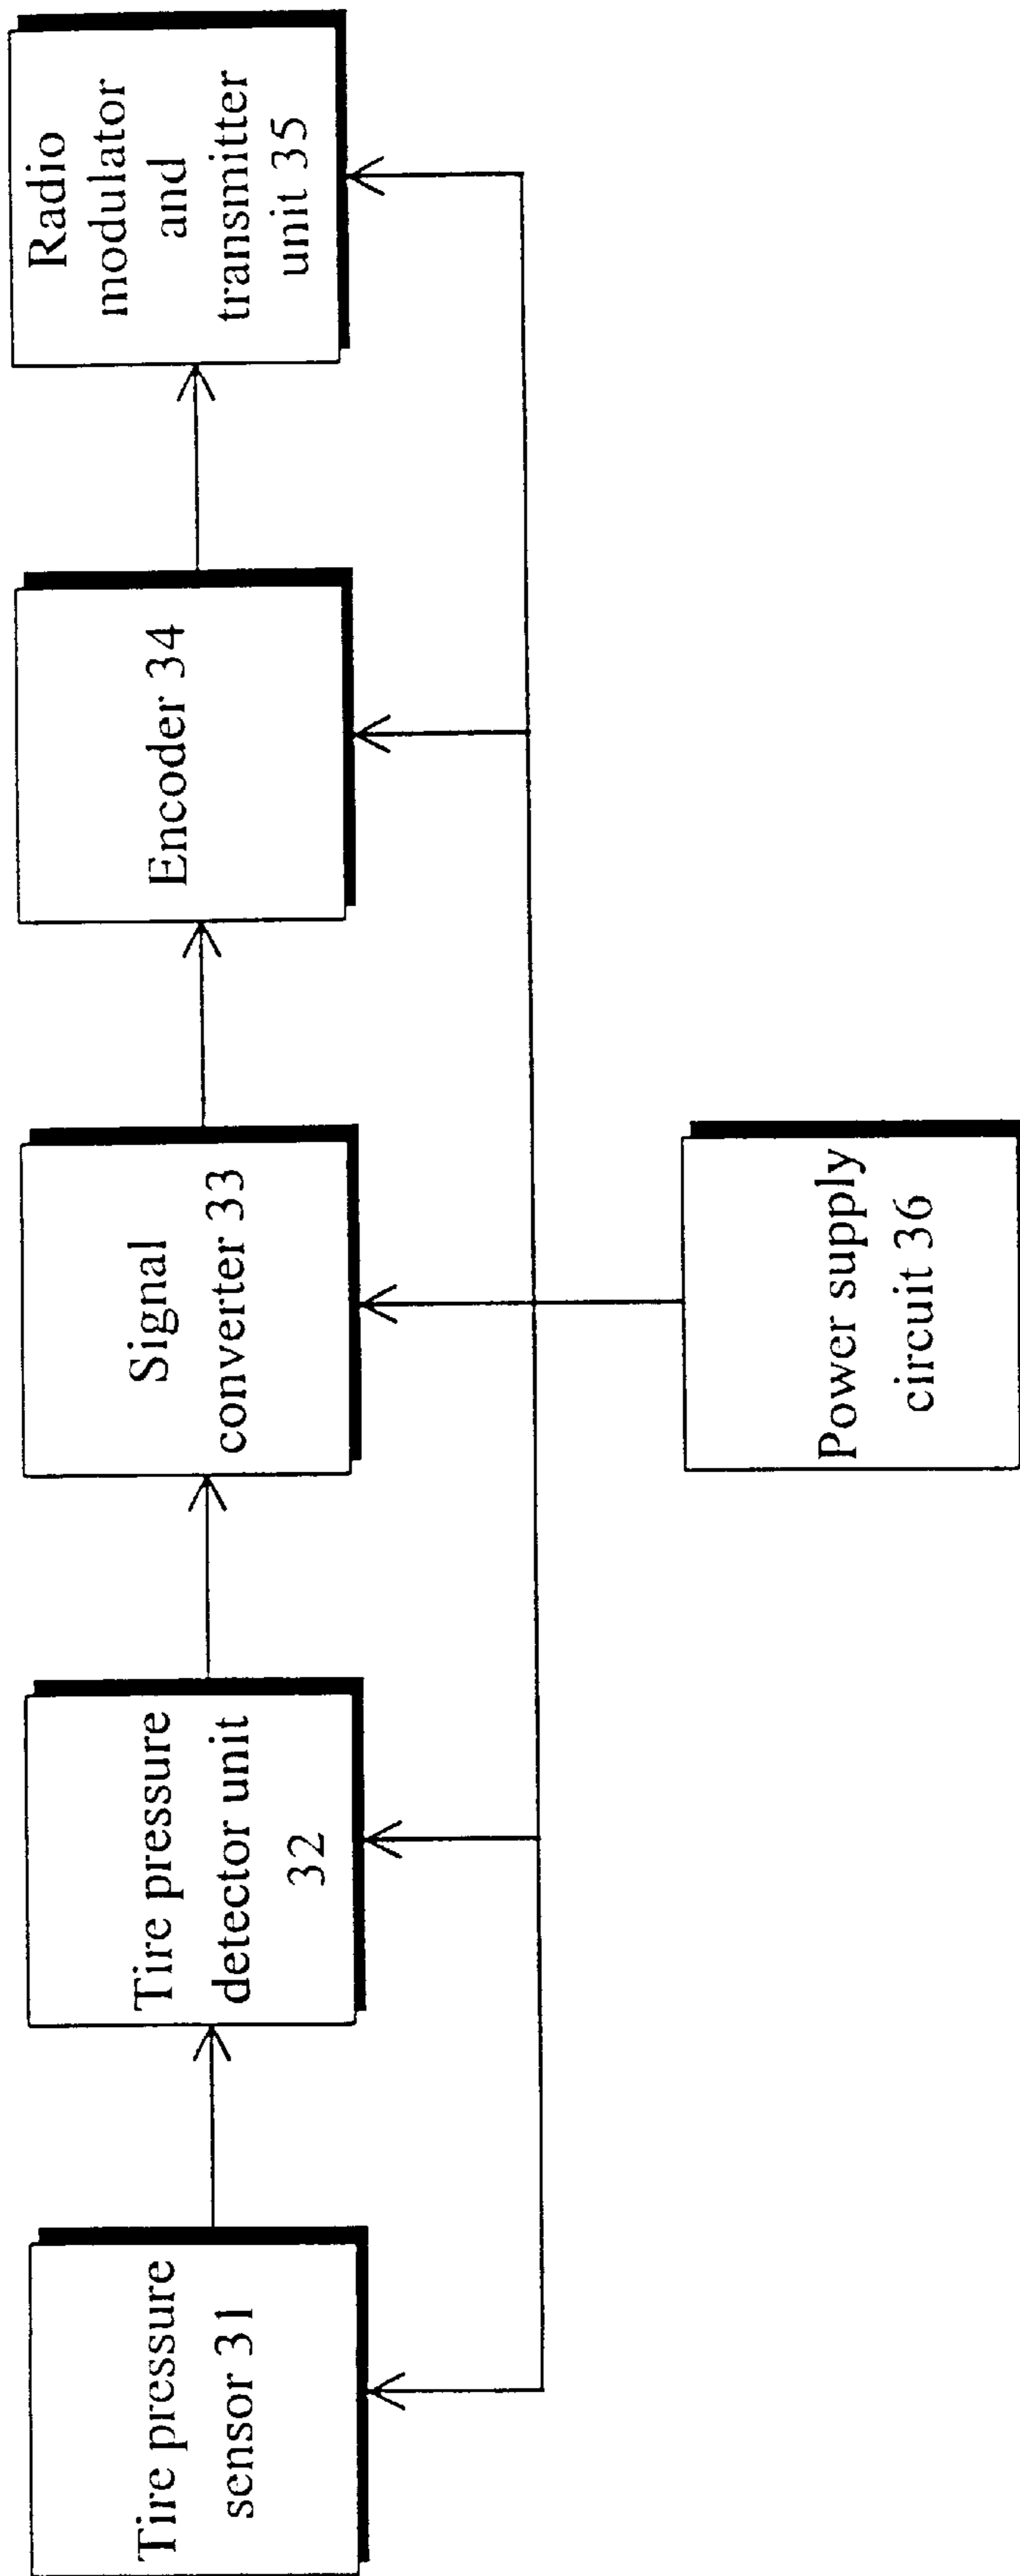 Tire pressure
sensor 31
Tire pressure
detector unit
32
Signal
converter 33
Encoder 34
Radio
modulator
and
transmitter
unit 35
Power supply
circuit 36